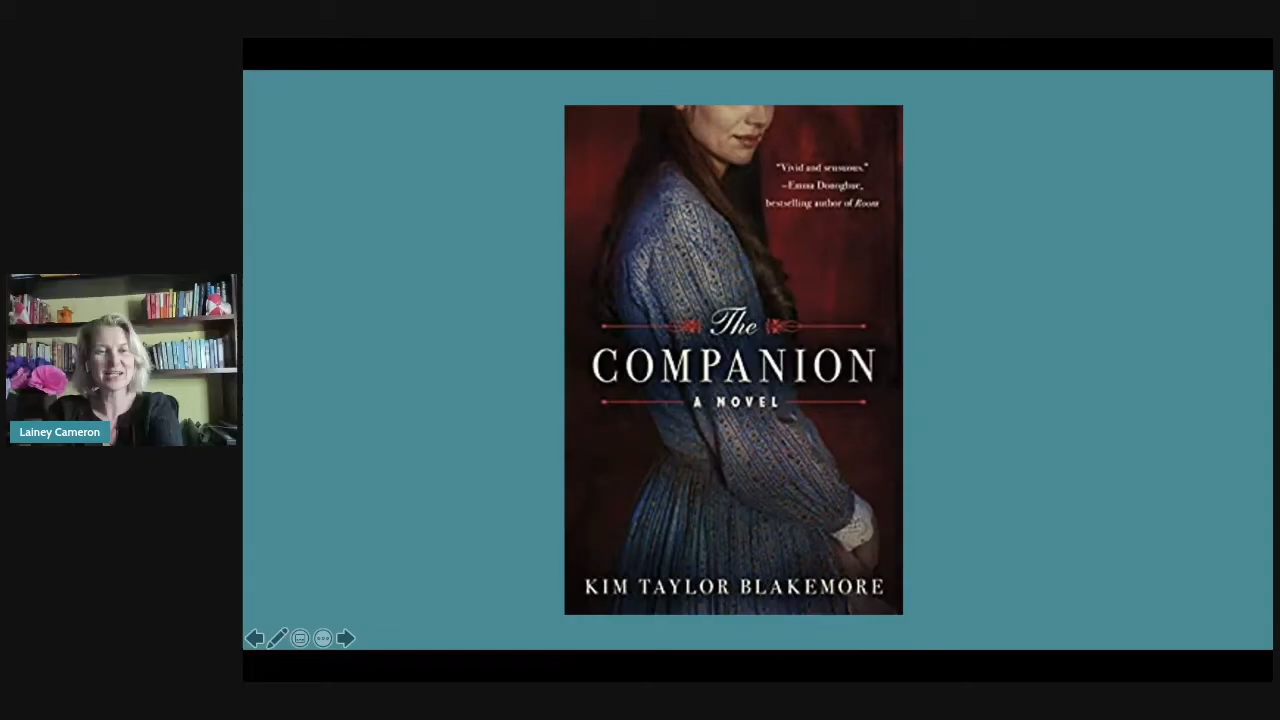 "Vivid and sensuous."
–Emma Donoghue,
bestselling author of Room
The
COMPANION
A NOVEL
KIM TAYLOR BLAKEMORE
Lainey Cameron